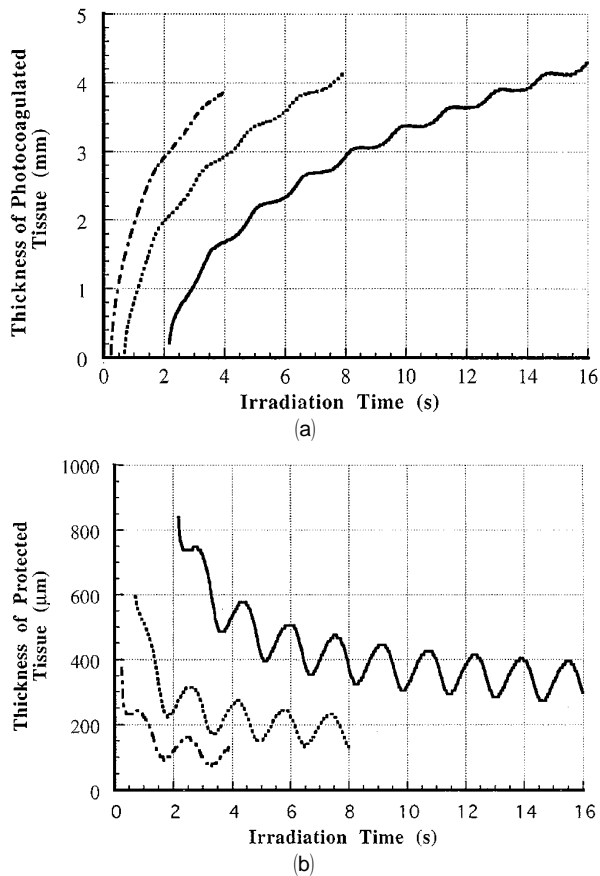 5
4
3
2
1
0
Thickness of Photocoagulated
Tissue (mm)
0 2 4 6 8 10 12 14 16
Irradiation Time (s)
(a)
1000
800
600
400
200
0
Thickness of Protected
Tissue (μm)
0 2 4 6 8 10 12 14 16
Irradiation Time (s)
(b)